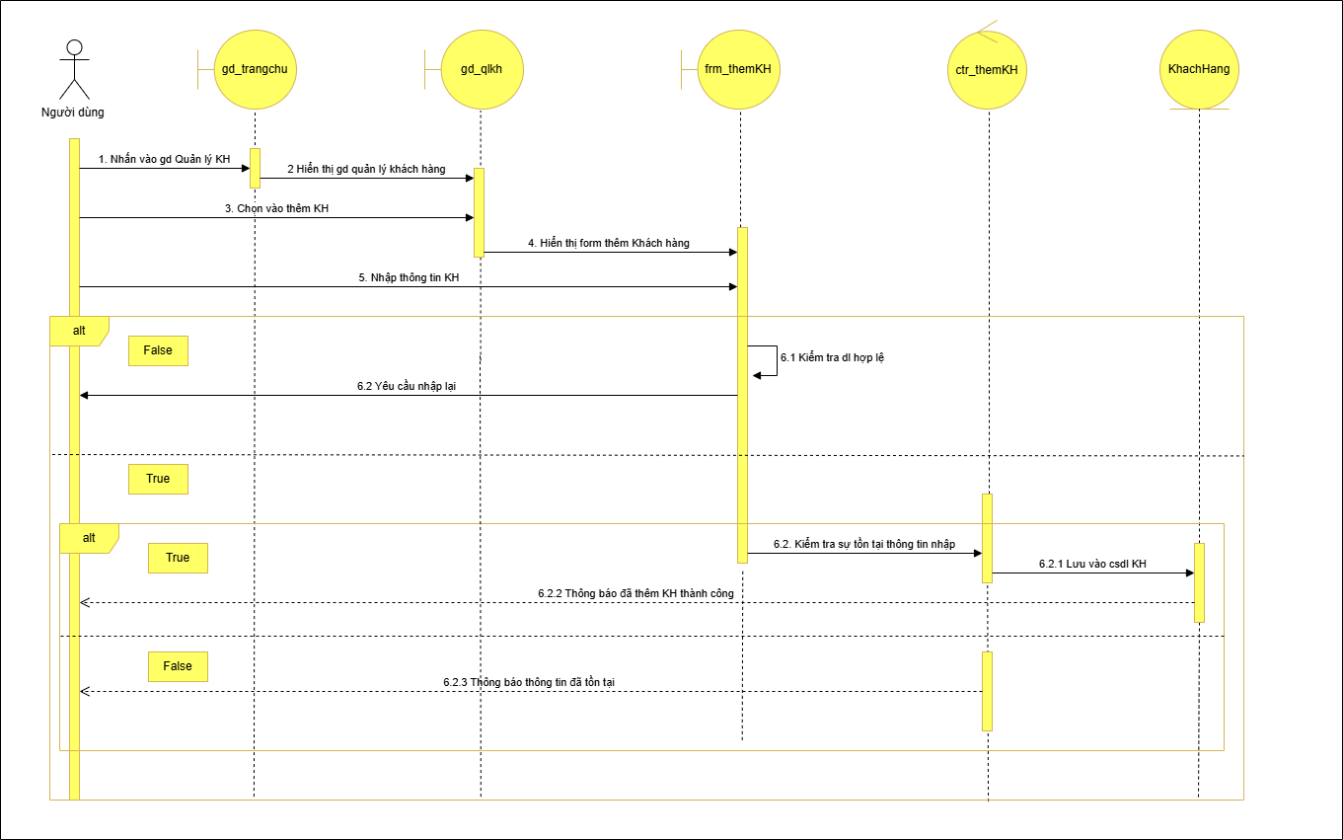 gd_trangchu
gd_qlkh
frm_themKH
ctr_themKH
KhachHang
Người dùng
1. Nhấn vào gd Quản lý KH
2 Hiển thị gd quản lý khách hàng
3. Chọn vào thêm KH
4. Hiển thị form thêm Khách hàng
5. Nhập thông tin KH
alt
False
6.1 Kiểm tra dl hợp lệ
6.2 Yêu cầu nhập lại
True
alt
True
6.2. Kiểm tra sự tồn tại thông tin nhập
6.2.1 Lưu vào csdl KH
6.2.2 Thông báo đã thêm KH thành công
False
6.2.3 Thông báo thông tin đã tồn tại